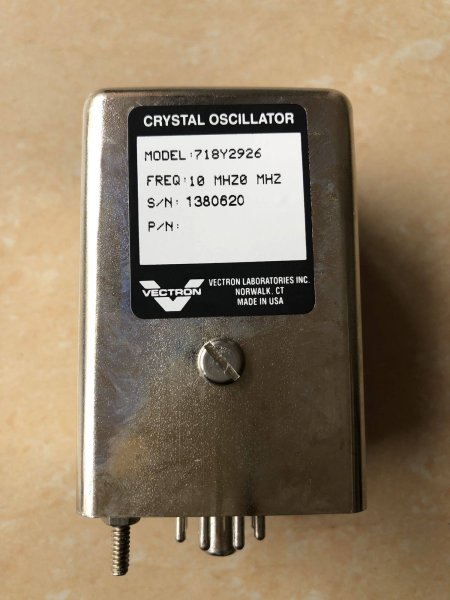 CRYSTAL OSCILLATOR
MODEL:718Y2926
FREQ:10 MHZ0 MHZ
S/N: 1380620
P/N:
VECTRON
VECTRON LABORATORIES INC.
NORWALK, CT
MADE IN USA